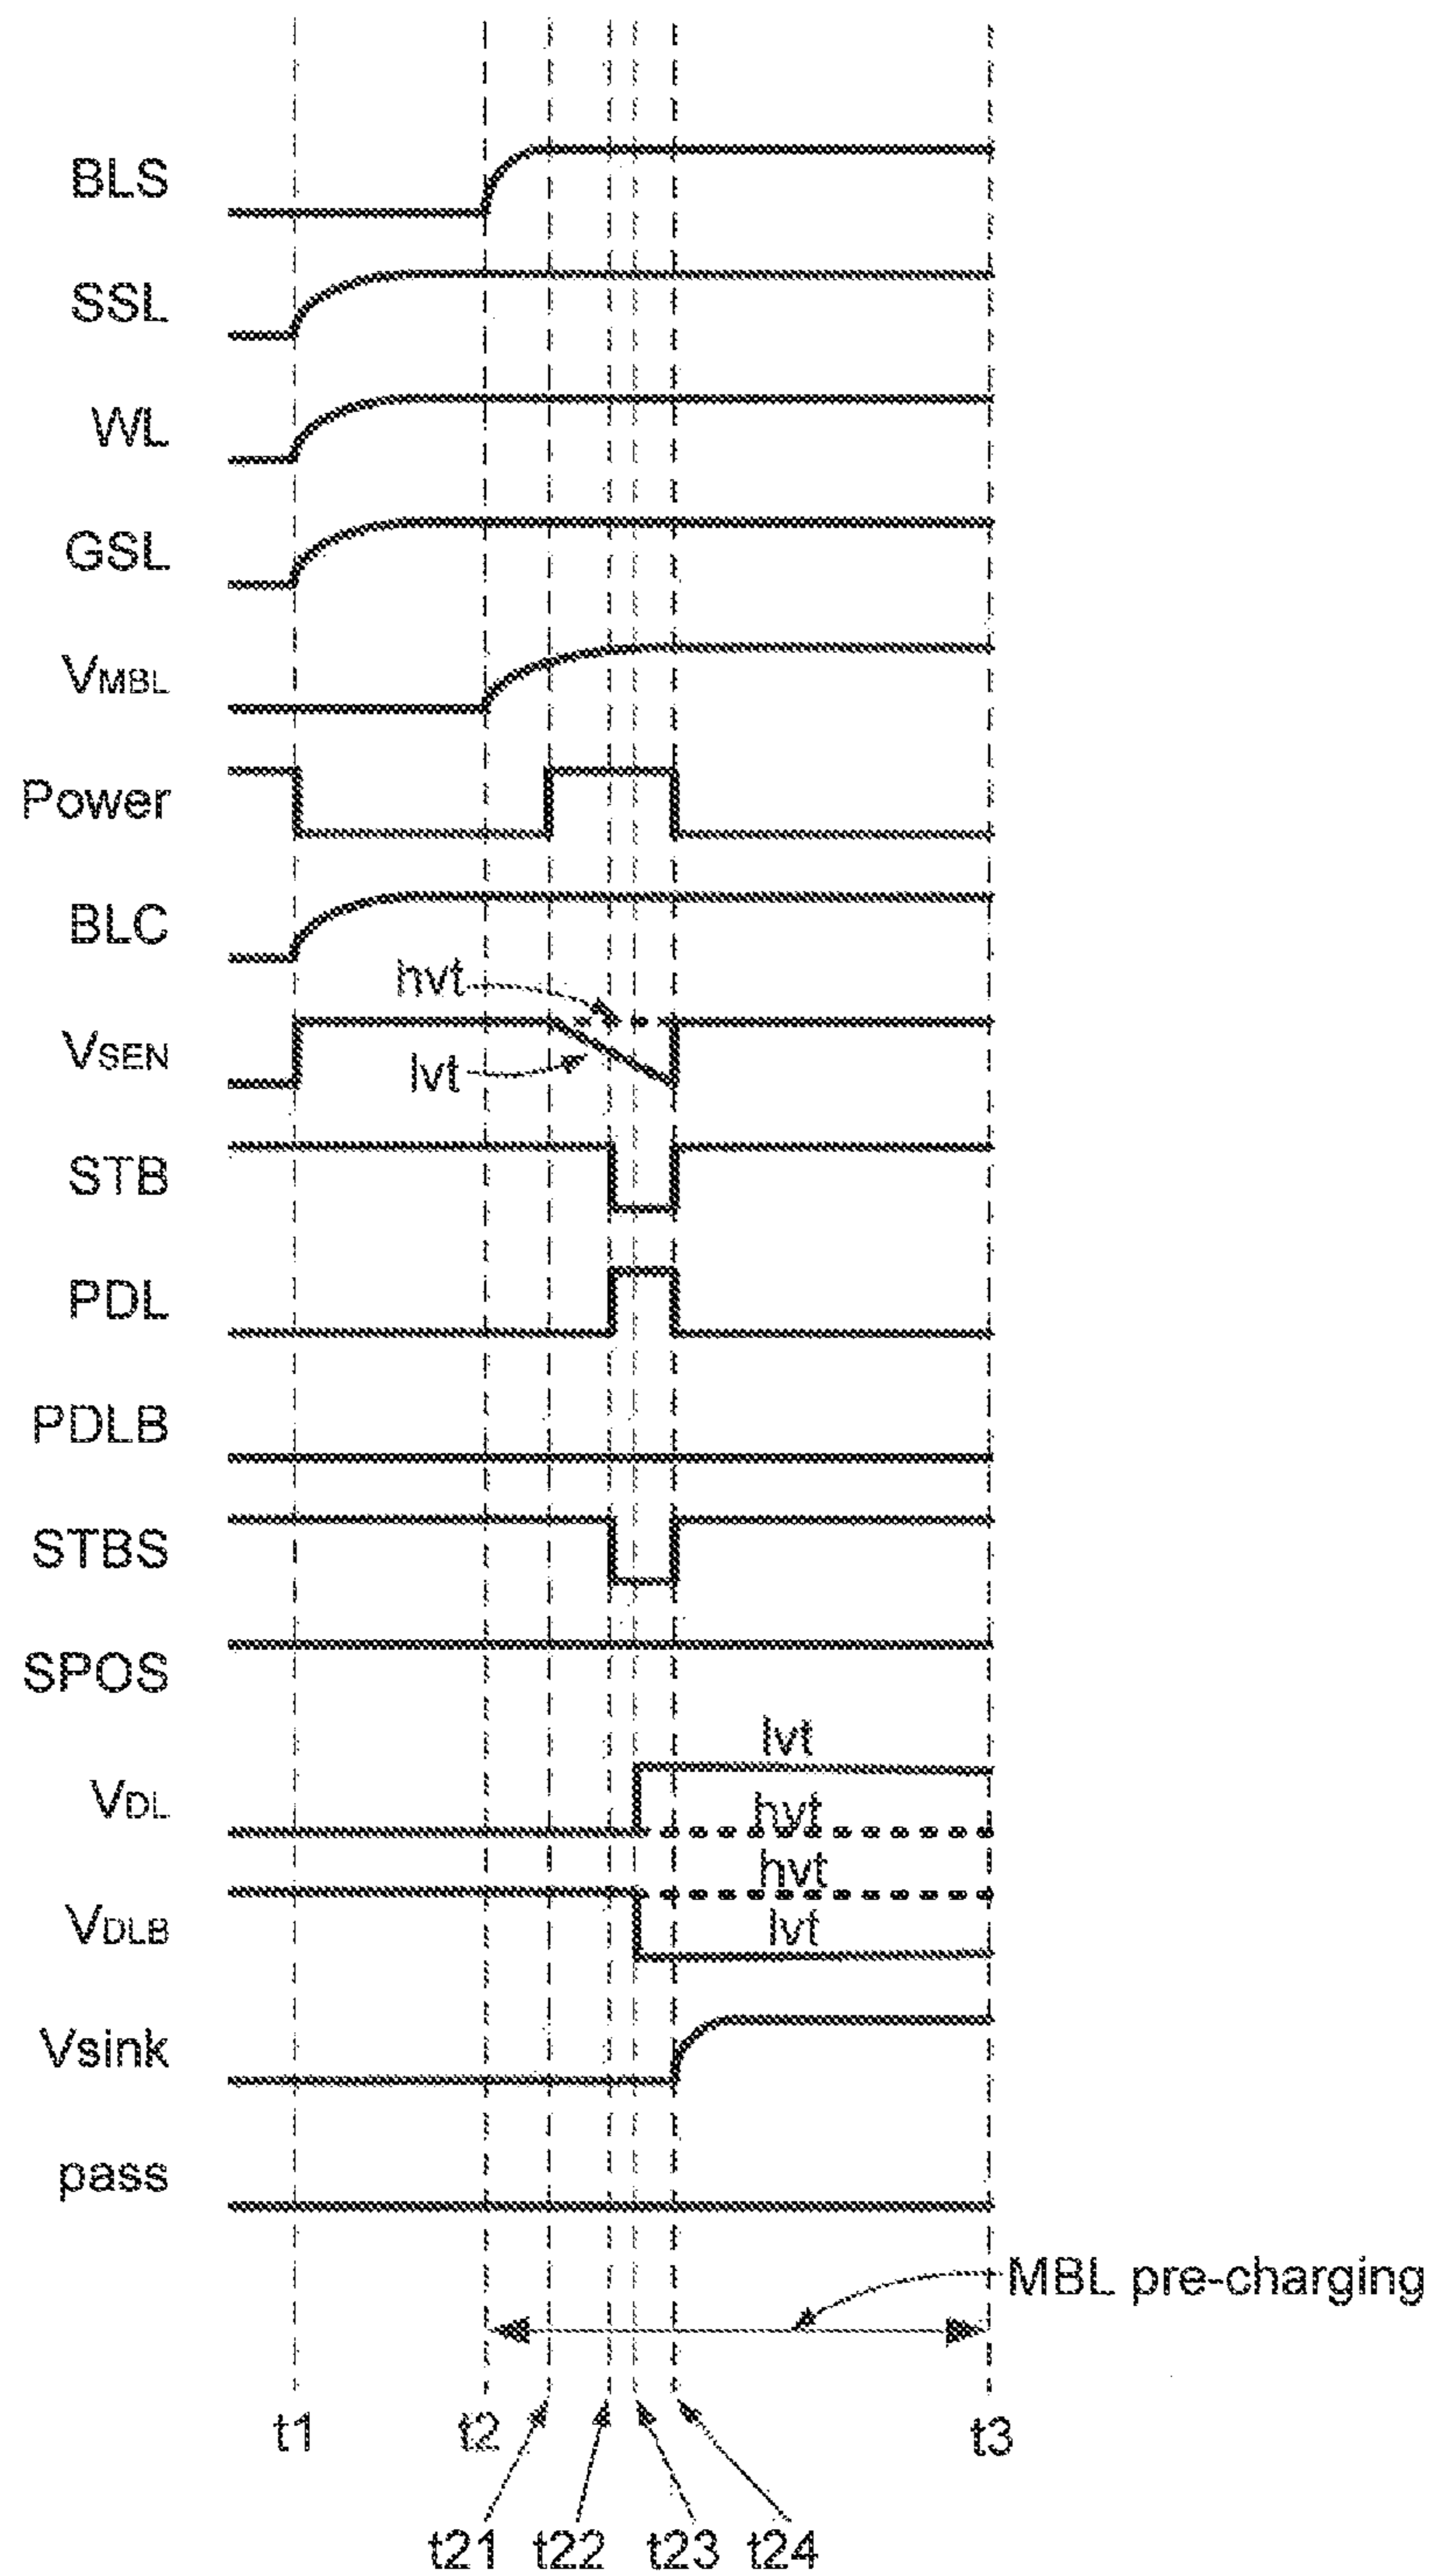 BLS
SSL
WL
GSL
VMBL
Power
BLC
hvt
VSEN
lvt
STB
PDL
PDLB
STBS
SPOS
lvt
VDL
hvt
hvt
VDLB
lvt
Vsink
pass
MBL pre-charging
t1 t2 t3
t21 t22 t23 t24